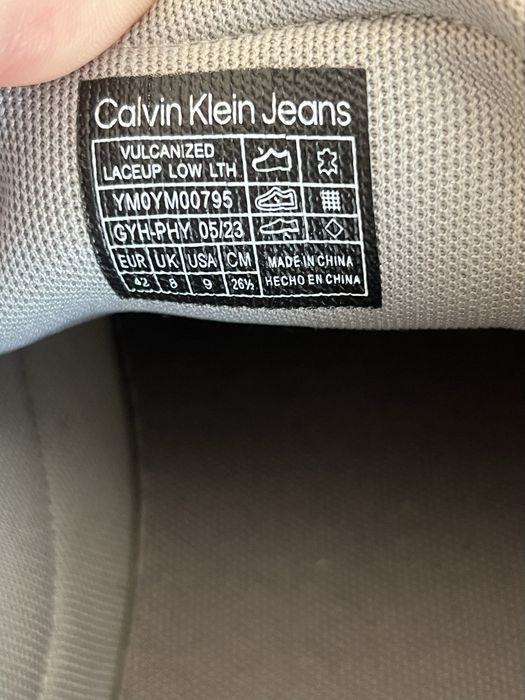 Calvin Klein Jeans
VULCANIZED
LACEUP LOW LTH
YM0YM00795
GYH-PHY 05/23
EUR UK USA CM
42 8 9 26½
MADE IN CHINA
HECHO EN CHINA